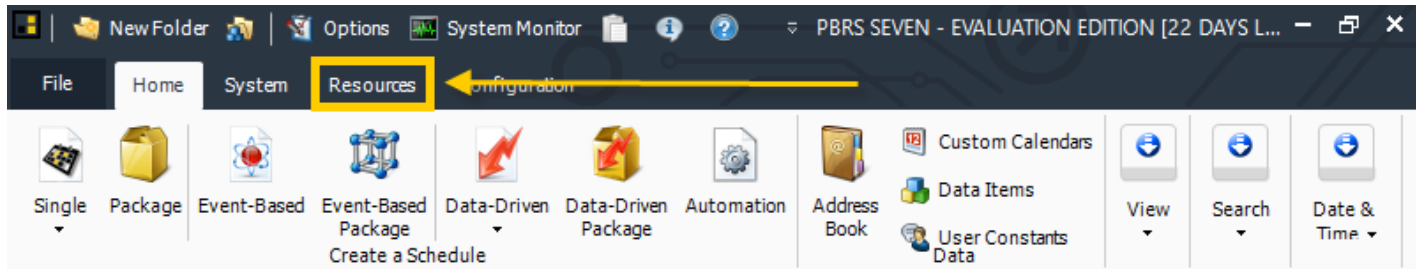 New Folder Options System Monitor PBRS SEVEN - EVALUATION EDITION [22 DAYS L...
File Home System Resources Configuration
Single Package Event-Based Event-Based Package Data-Driven Data-Driven Package Automation Address Book
Custom Calendars
Data Items
User Constants
View Search Date & Time
Create a Schedule Data